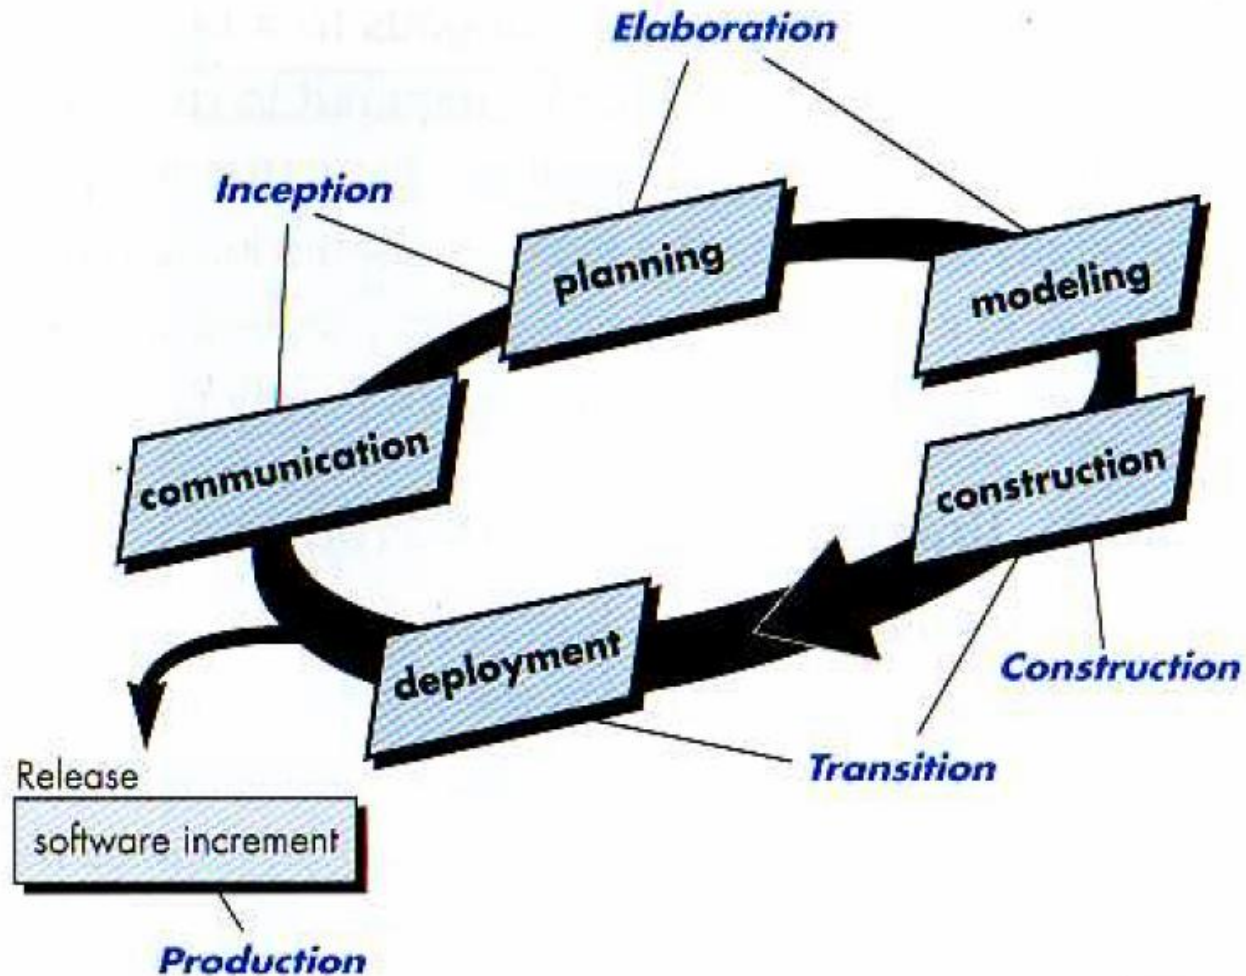 Elaboration
Inception
planning
modeling
communication
construction
deployment
Construction
Transition
Release
software increment
Production